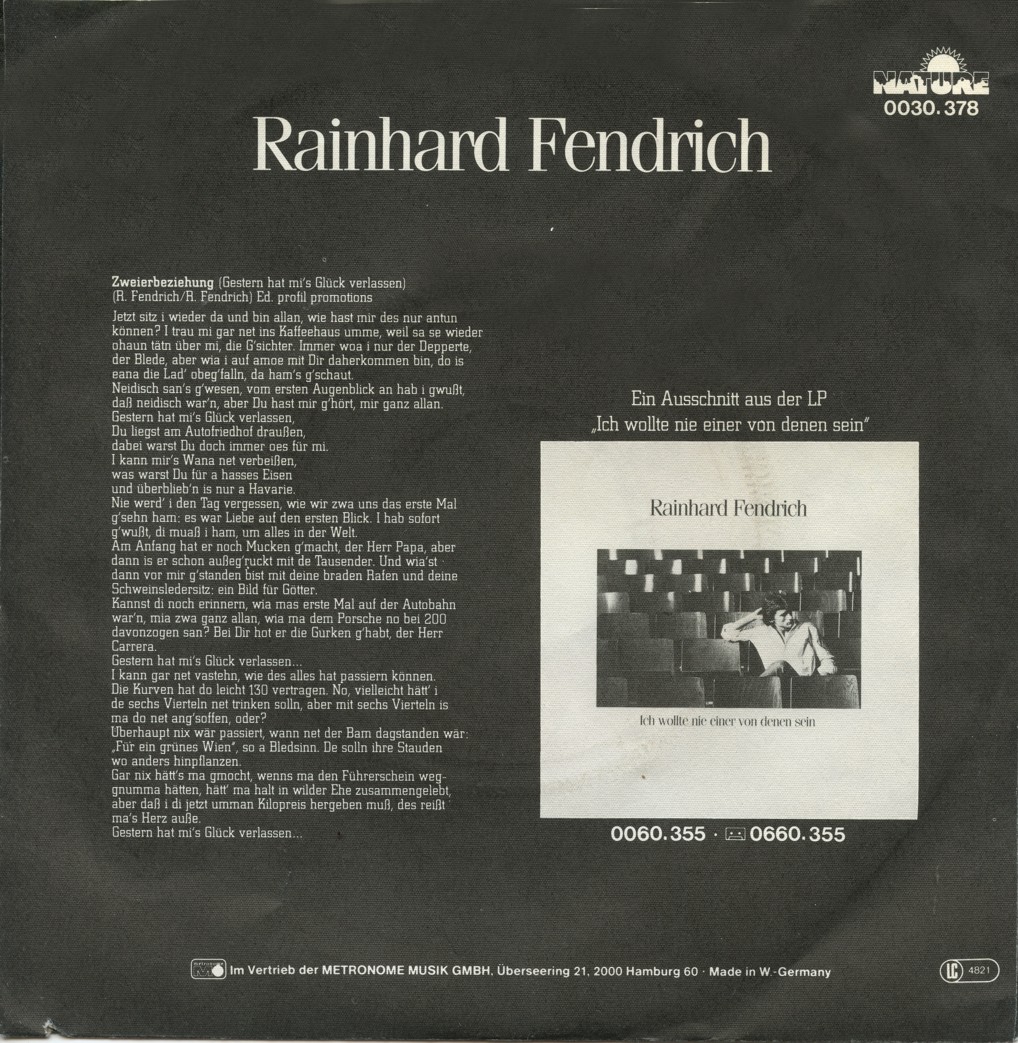 NATURE
0030.378
Rainhard Fendrich
Zweierbeziehung (Gestern hat mi's Glück verlassen)
(R. Fendrich/R. Fendrich) Ed. profil promotions
Jetzt sitz i wieder da und bin allan, wie hast mir des nur antun
können? I trau mi gar net ins Kaffeehaus umme, weil sa se wieder
ohaun tätn über mi, die G'sichter. Immer woa i nur der Depperte,
der Blede, aber wia i auf amoe mit Dir daherkommen bin, do is
eana die Lad' obeg'falln, da ham's g'schaut.
Neidisch san's g'wesen, vom ersten Augenblick an hab i gwußt,
daß neidisch war'n, aber Du hast mir g'hört, mir ganz allan.
Gestern hat mi's Glück verlassen,
Du liegst am Autofriedhof draußen,
dabei warst Du doch immer oes für mi.
I kann mir's Wana net verbeißen,
was warst Du für a hasses Eisen
und überblieb'n is nur a Havarie.
Nie werd' i den Tag vergessen, wie wir zwa uns das erste Mal
g'sehn ham: es war Liebe auf den ersten Blick. I hab sofort
g'wußt, di muaß i ham, um alles in der Welt.
Am Anfang hat er noch Mucken g'macht, der Herr Papa, aber
dann is er schon außeg'ruckt mit de Tausender. Und wia'st
dann vor mir g'standen bist mit deine braden Rafen und deine
Schweinsledersitz: ein Bild für Götter.
Kannst di noch erinnern, wia mas erste Mal auf der Autobahn
war'n, mia zwa ganz allan, wia ma dem Porsche no bei 200
davonzogen san? Bei Dir hot er die Gurken g'habt, der Herr
Carrera.
Gestern hat mi's Glück verlassen...
I kann gar net vastehn, wie des alles hat passiern können.
Die Kurven hat do leicht 130 vertragen. No, vielleicht hätt' i
de sechs Vierteln net trinken solln, aber mit sechs Vierteln is
ma do net ang'soffen, oder?
Überhaupt nix wär passiert, wann net der Bam dagstanden wär:
„Für ein grünes Wien", so a Bledsinn. De solln ihre Stauden
wo anders hinpflanzen.
Gar nix hätt's ma gmocht, wenns ma den Führerschein weg-
gnumma hätten, hätt' ma halt in wilder Ehe zusammengelebt,
aber daß i di jetzt umman Kilopreis hergeben muß, des reißt
ma's Herz auße.
Gestern hat mi's Glück verlassen...
Ein Ausschnitt aus der LP
„Ich wollte nie einer von denen sein"
Rainhard Fendrich
Ich wollte nie einer von denen sein
0060.355 · 0660.355
Im Vertrieb der METRONOME MUSIK GMBH, Überseering 21, 2000 Hamburg 60 · Made in W.-Germany
LC 4821